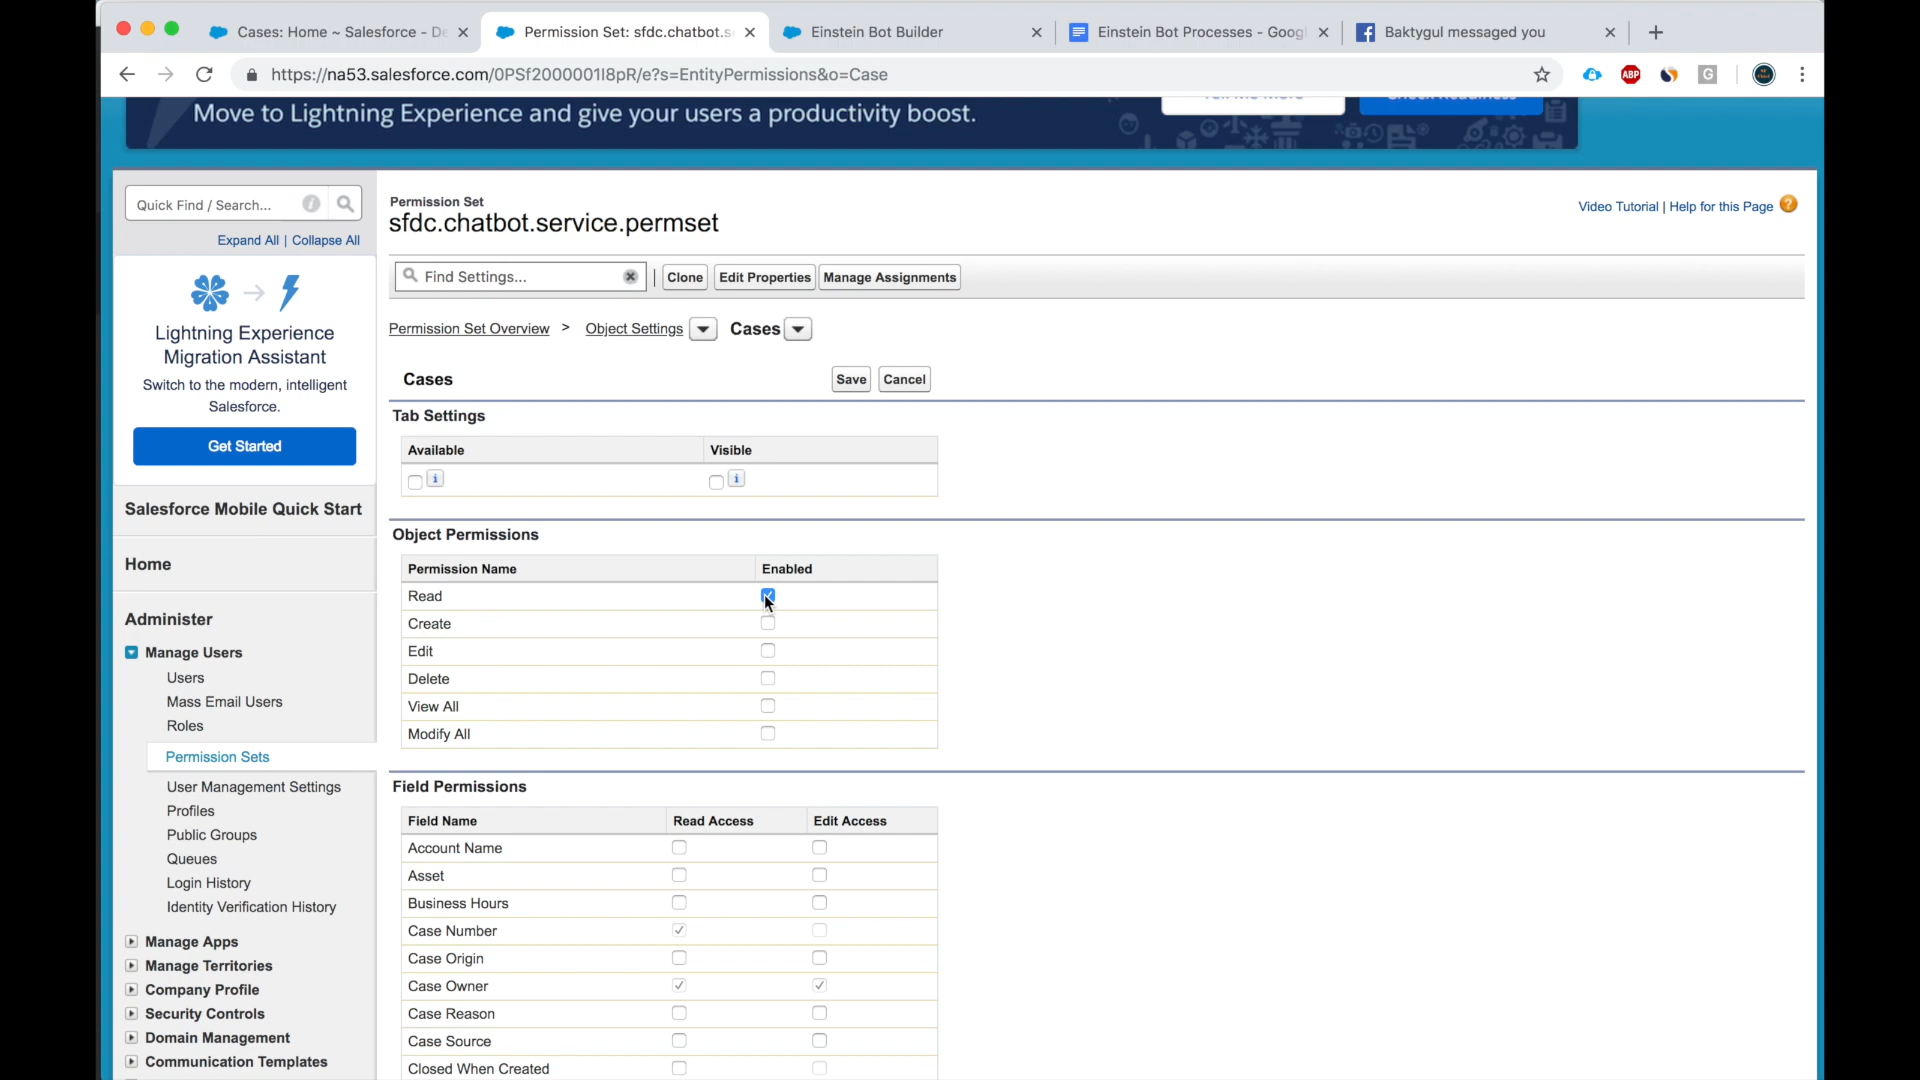 Cases: Home ~ Salesforce - De
Permission Set: sfdc.chatbot.s
Einstein Bot Builder
Einstein Bot Processes - Googl
Baktygul messaged you
https://na53.salesforce.com/0PSf2000001I8pR/e?s=EntityPermissions&o=Case
ABP
G
Move to Lightning Experience and give your users a productivity boost.
Tell Me More
Check Readiness
Quick Find / Search...
Expand All | Collapse All
Lightning Experience
Migration Assistant
Switch to the modern, intelligent
Salesforce.
Get Started
Salesforce Mobile Quick Start
Home
Administer
Manage Users
Users
Mass Email Users
Roles
Permission Sets
User Management Settings
Profiles
Public Groups
Queues
Login History
Identity Verification History
Manage Apps
Manage Territories
Company Profile
Security Controls
Domain Management
Communication Templates
Permission Set
sfdc.chatbot.service.permset
Video Tutorial | Help for this Page ?
Find Settings... | Clone Edit Properties Manage Assignments
Permission Set Overview > Object Settings Cases
Cases Save Cancel
Tab Settings
Available Visible
i i
Object Permissions
Permission Name Enabled
Read
Create
Edit
Delete
View All
Modify All
Field Permissions
Field Name Read Access Edit Access
Account Name
Asset
Business Hours
Case Number
Case Origin
Case Owner
Case Reason
Case Source
Closed When Created